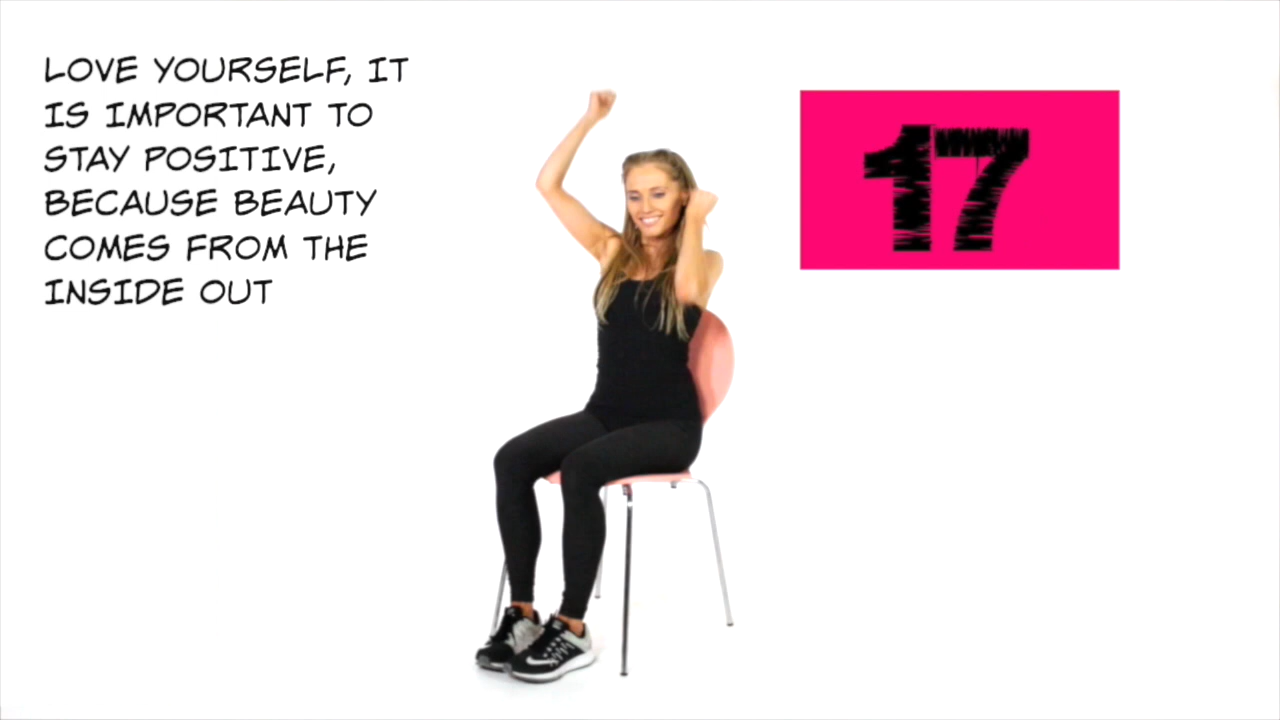 LOVE YOURSELF, IT
IS IMPORTANT TO
STAY POSITIVE,
BECAUSE BEAUTY
COMES FROM THE
INSIDE OUT
17